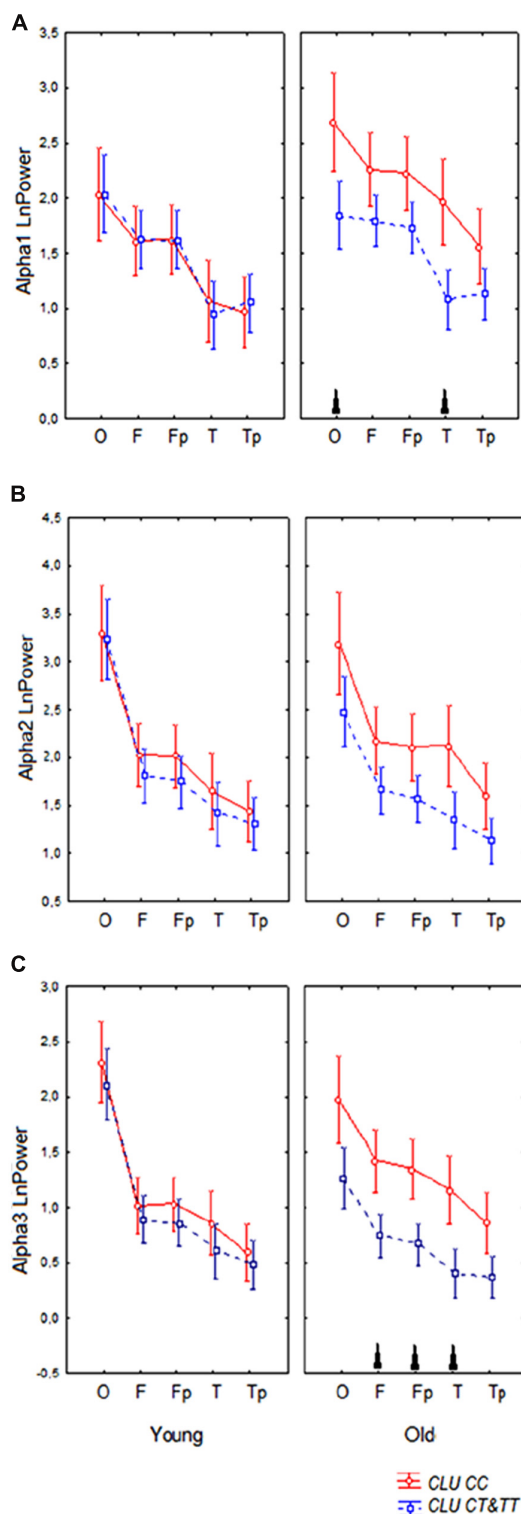 A
Alpha1 LnPower
3,5
3,0
2,5
2,0
1,5
1,0
0,5
0,0
O F Fp T Tp
O F Fp T Tp
B
Alpha2 LnPower
4,5
4,0
3,5
3,0
2,5
2,0
1,5
1,0
0,5
O F Fp T Tp
O F Fp T Tp
C
Alpha3 LnPower
3,0
2,5
2,0
1,5
1,0
0,5
0,0
-0,5
O F Fp T Tp
O F Fp T Tp
Young
Old
CLU CC
CLU CT&TT